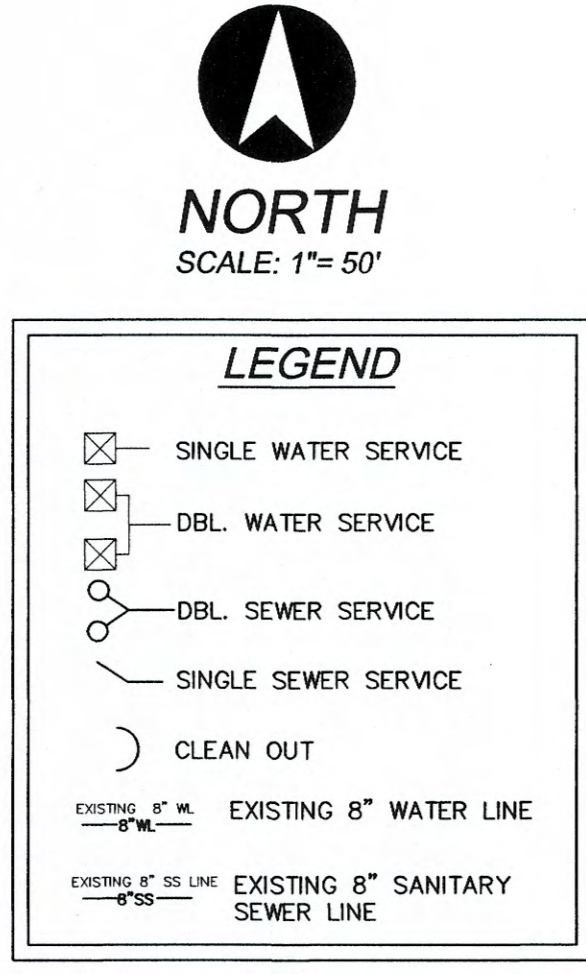 NORTH
SCALE: 1"= 50'
LEGEND
SINGLE WATER SERVICE
DBL. WATER SERVICE
DBL. SEWER SERVICE
SINGLE SEWER SERVICE
CLEAN OUT
EXISTING 8" WL
8"WL
EXISTING 8" WATER LINE
EXISTING 8" SS LINE
8"SS
EXISTING 8" SANITARY
SEWER LINE